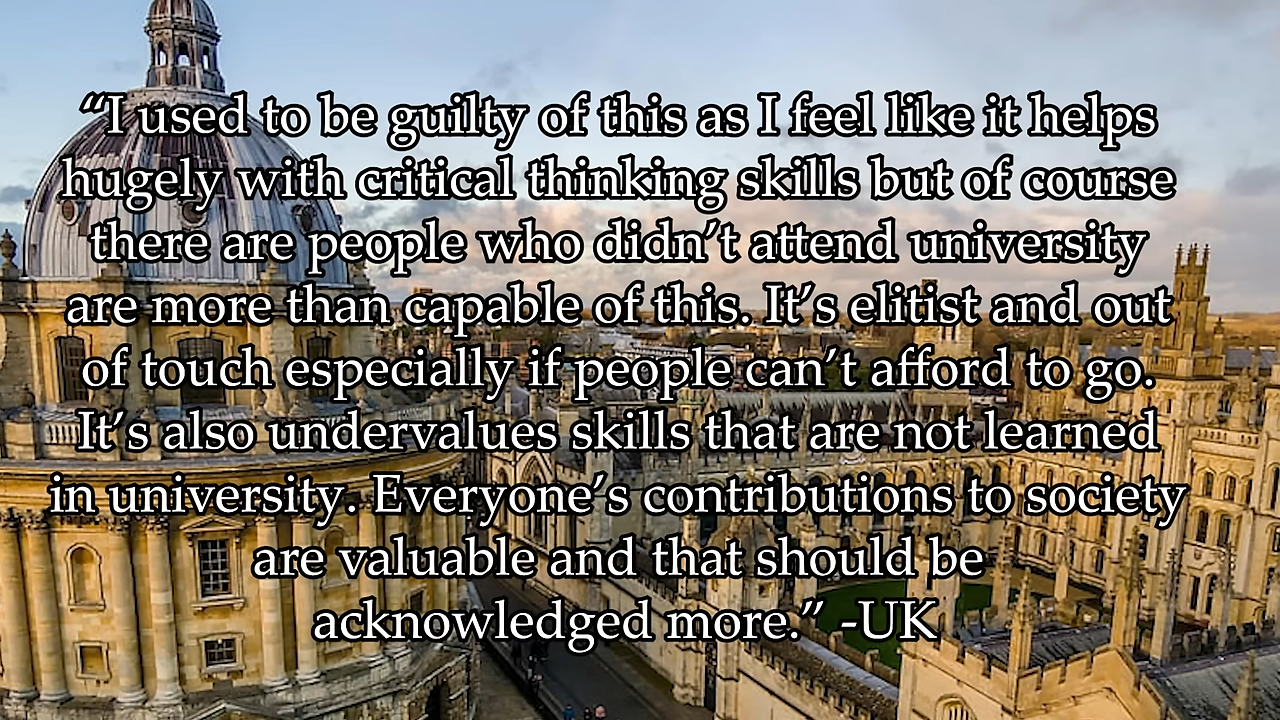 “I used to be guilty of this as I feel like it helps
hugely with critical thinking skills but of course
there are people who didn’t attend university
are more than capable of this. It’s elitist and out
of touch especially if people can’t afford to go.
It’s also undervalues skills that are not learned
in university. Everyone’s contributions to society
are valuable and that should be
acknowledged more.” -UK